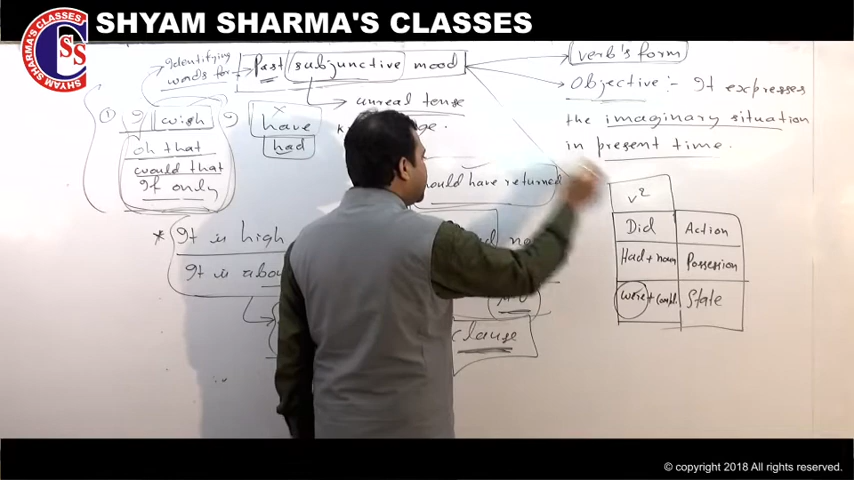 SHYAM SHARMA'S CLASSES
SHYAM SHARMA'S CLASSES
SS
Identifying
words for → Past subjunctive mood
verb's form
Objective :- It expresses
the imaginary situation
in present time.
unreal tense
① I wish I have
had
oh that
would that
If only
would have returned
* It is high
It is
clause
V²
Did Action
Had + noun Possession
were + compl. State
© copyright 2018 All rights reserved.